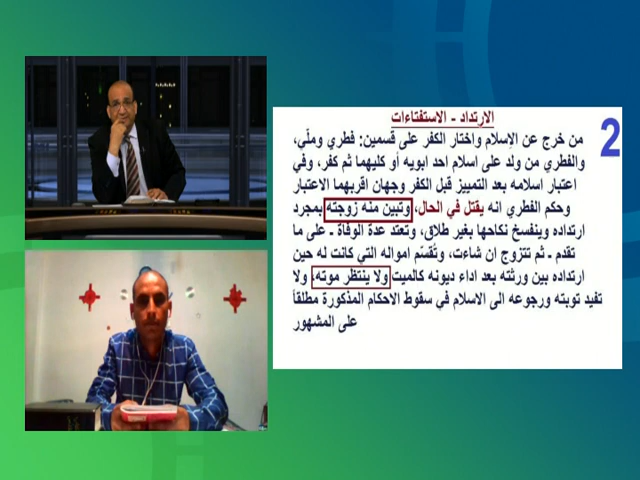 الارتداد - الاستفتاءات
2
من خرج عن الاسلام واختار الكفر على قسمين: فطري وملّي،
والفطري من ولد على اسلام احد ابويه أو كليهما ثم كفر، وفي
اعتبار اسلامه بعد التمييز قبل الكفر وجهان اقربهما الاعتبار
وحكم الفطري انه يقتل في الحال، وتبين منه زوجته بمجرد
ارتداده وينفسخ نكاحها بغير طلاق، وتعتد عدة الوفاة ـ على ما
تقدم ـ ثم تتزوج ان شاءت، وتُقسّم امواله التي كانت له حين
ارتداده بين ورثته بعد اداء ديونه كالميت ولا ينتظر موته، ولا
تفيد توبته ورجوعه الى الاسلام في سقوط الاحكام المذكورة مطلقاً
على المشهور